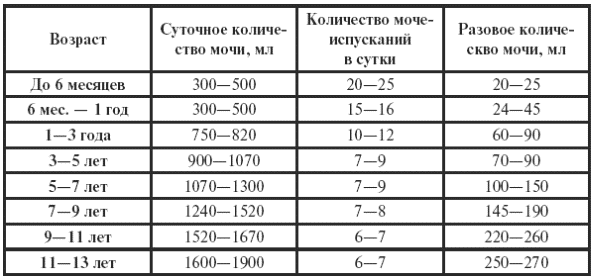 Возраст
Суточное количе-
ство мочи, мл
Количество моче-
испусканий
в сутки
Разовое количе-
скво мочи, мл
До 6 месяцев 300—500 20—25 20—25
6 мес. — 1 год 300—500 15—16 24—45
1—3 года 750—820 10—12 60—90
3—5 лет 900—1070 7—9 70—90
5—7 лет 1070—1300 7—9 100—150
7—9 лет 1240—1520 7—8 145—190
9—11 лет 1520—1670 6—7 220—260
11—13 лет 1600—1900 6—7 250—270